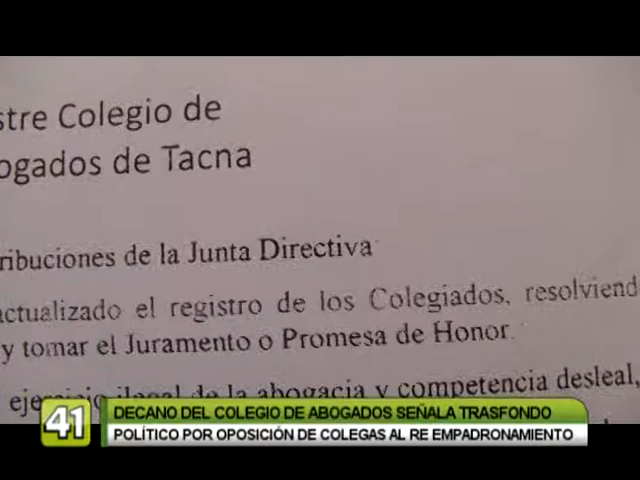 stre Colegio de
ogados de Tacna
ribuciones de la Junta Directiva
actualizado el registro de los Colegiados, resolviend
y tomar el Juramento o Promesa de Honor.
ejercicio ilegal de la abogacia y competencia desleal,
41
DECANO DEL COLEGIO DE ABOGADOS SEÑALA TRASFONDO
POLÍTICO POR OPOSICIÓN DE COLEGAS AL RE EMPADRONAMIENTO